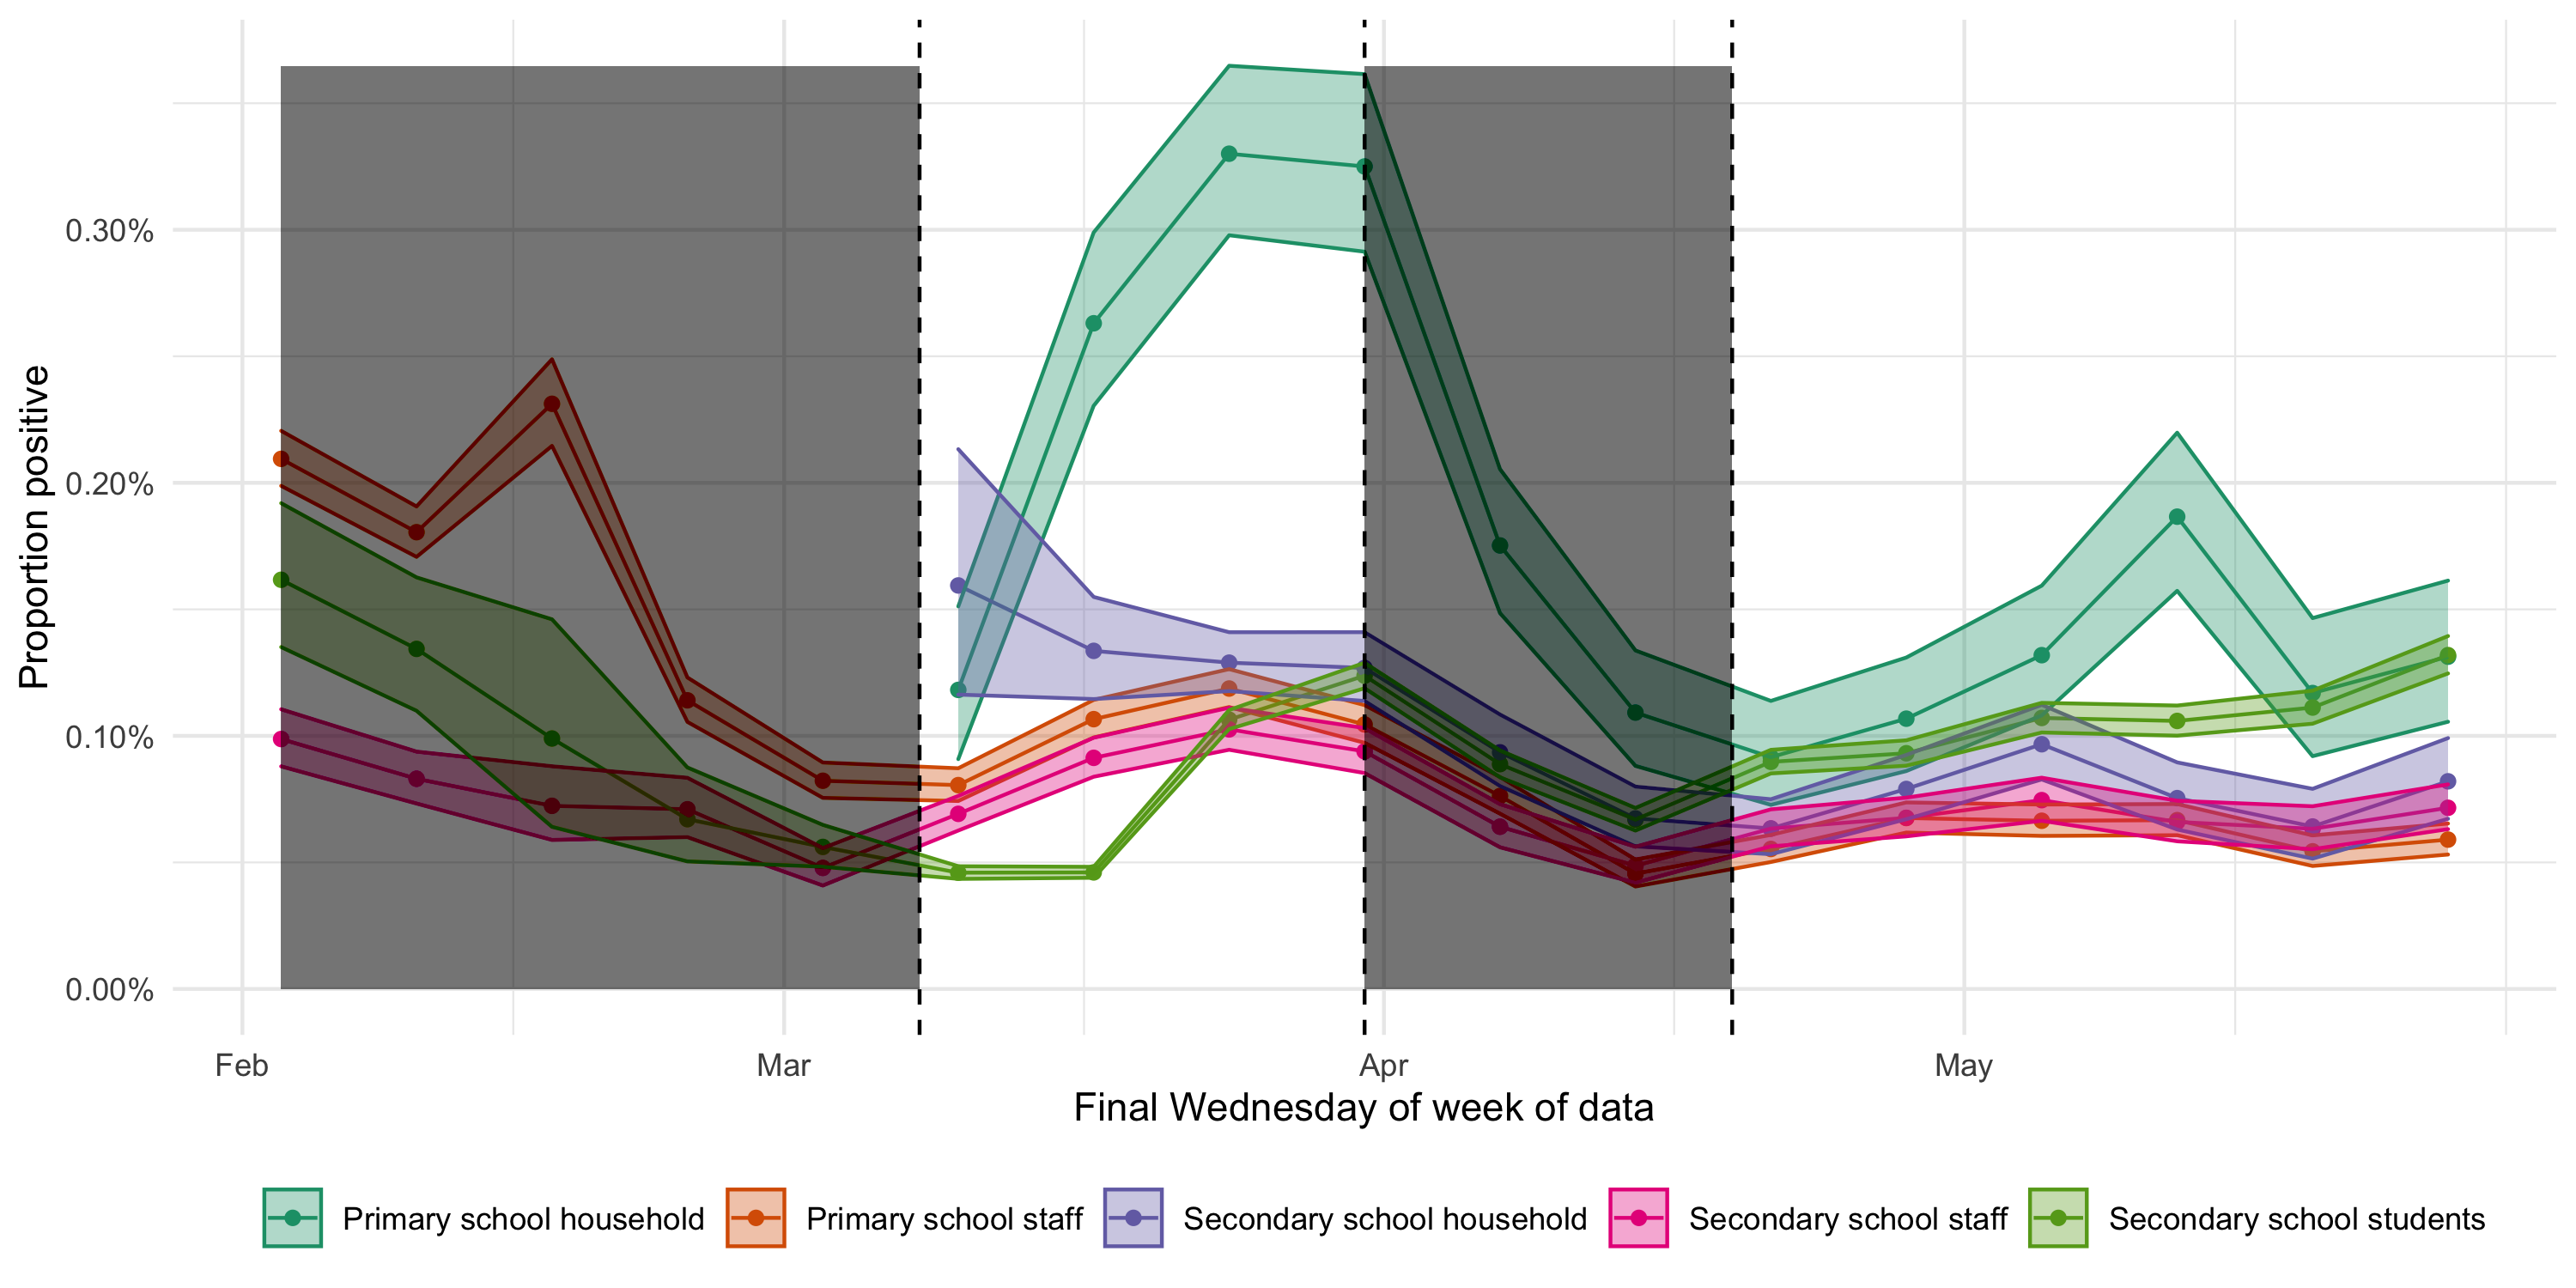 Proportion positive
0.30%
0.20%
0.10%
0.00%
Feb Mar Apr May
Final Wednesday of week of data
Primary school household Primary school staff Secondary school household Secondary school staff Secondary school students